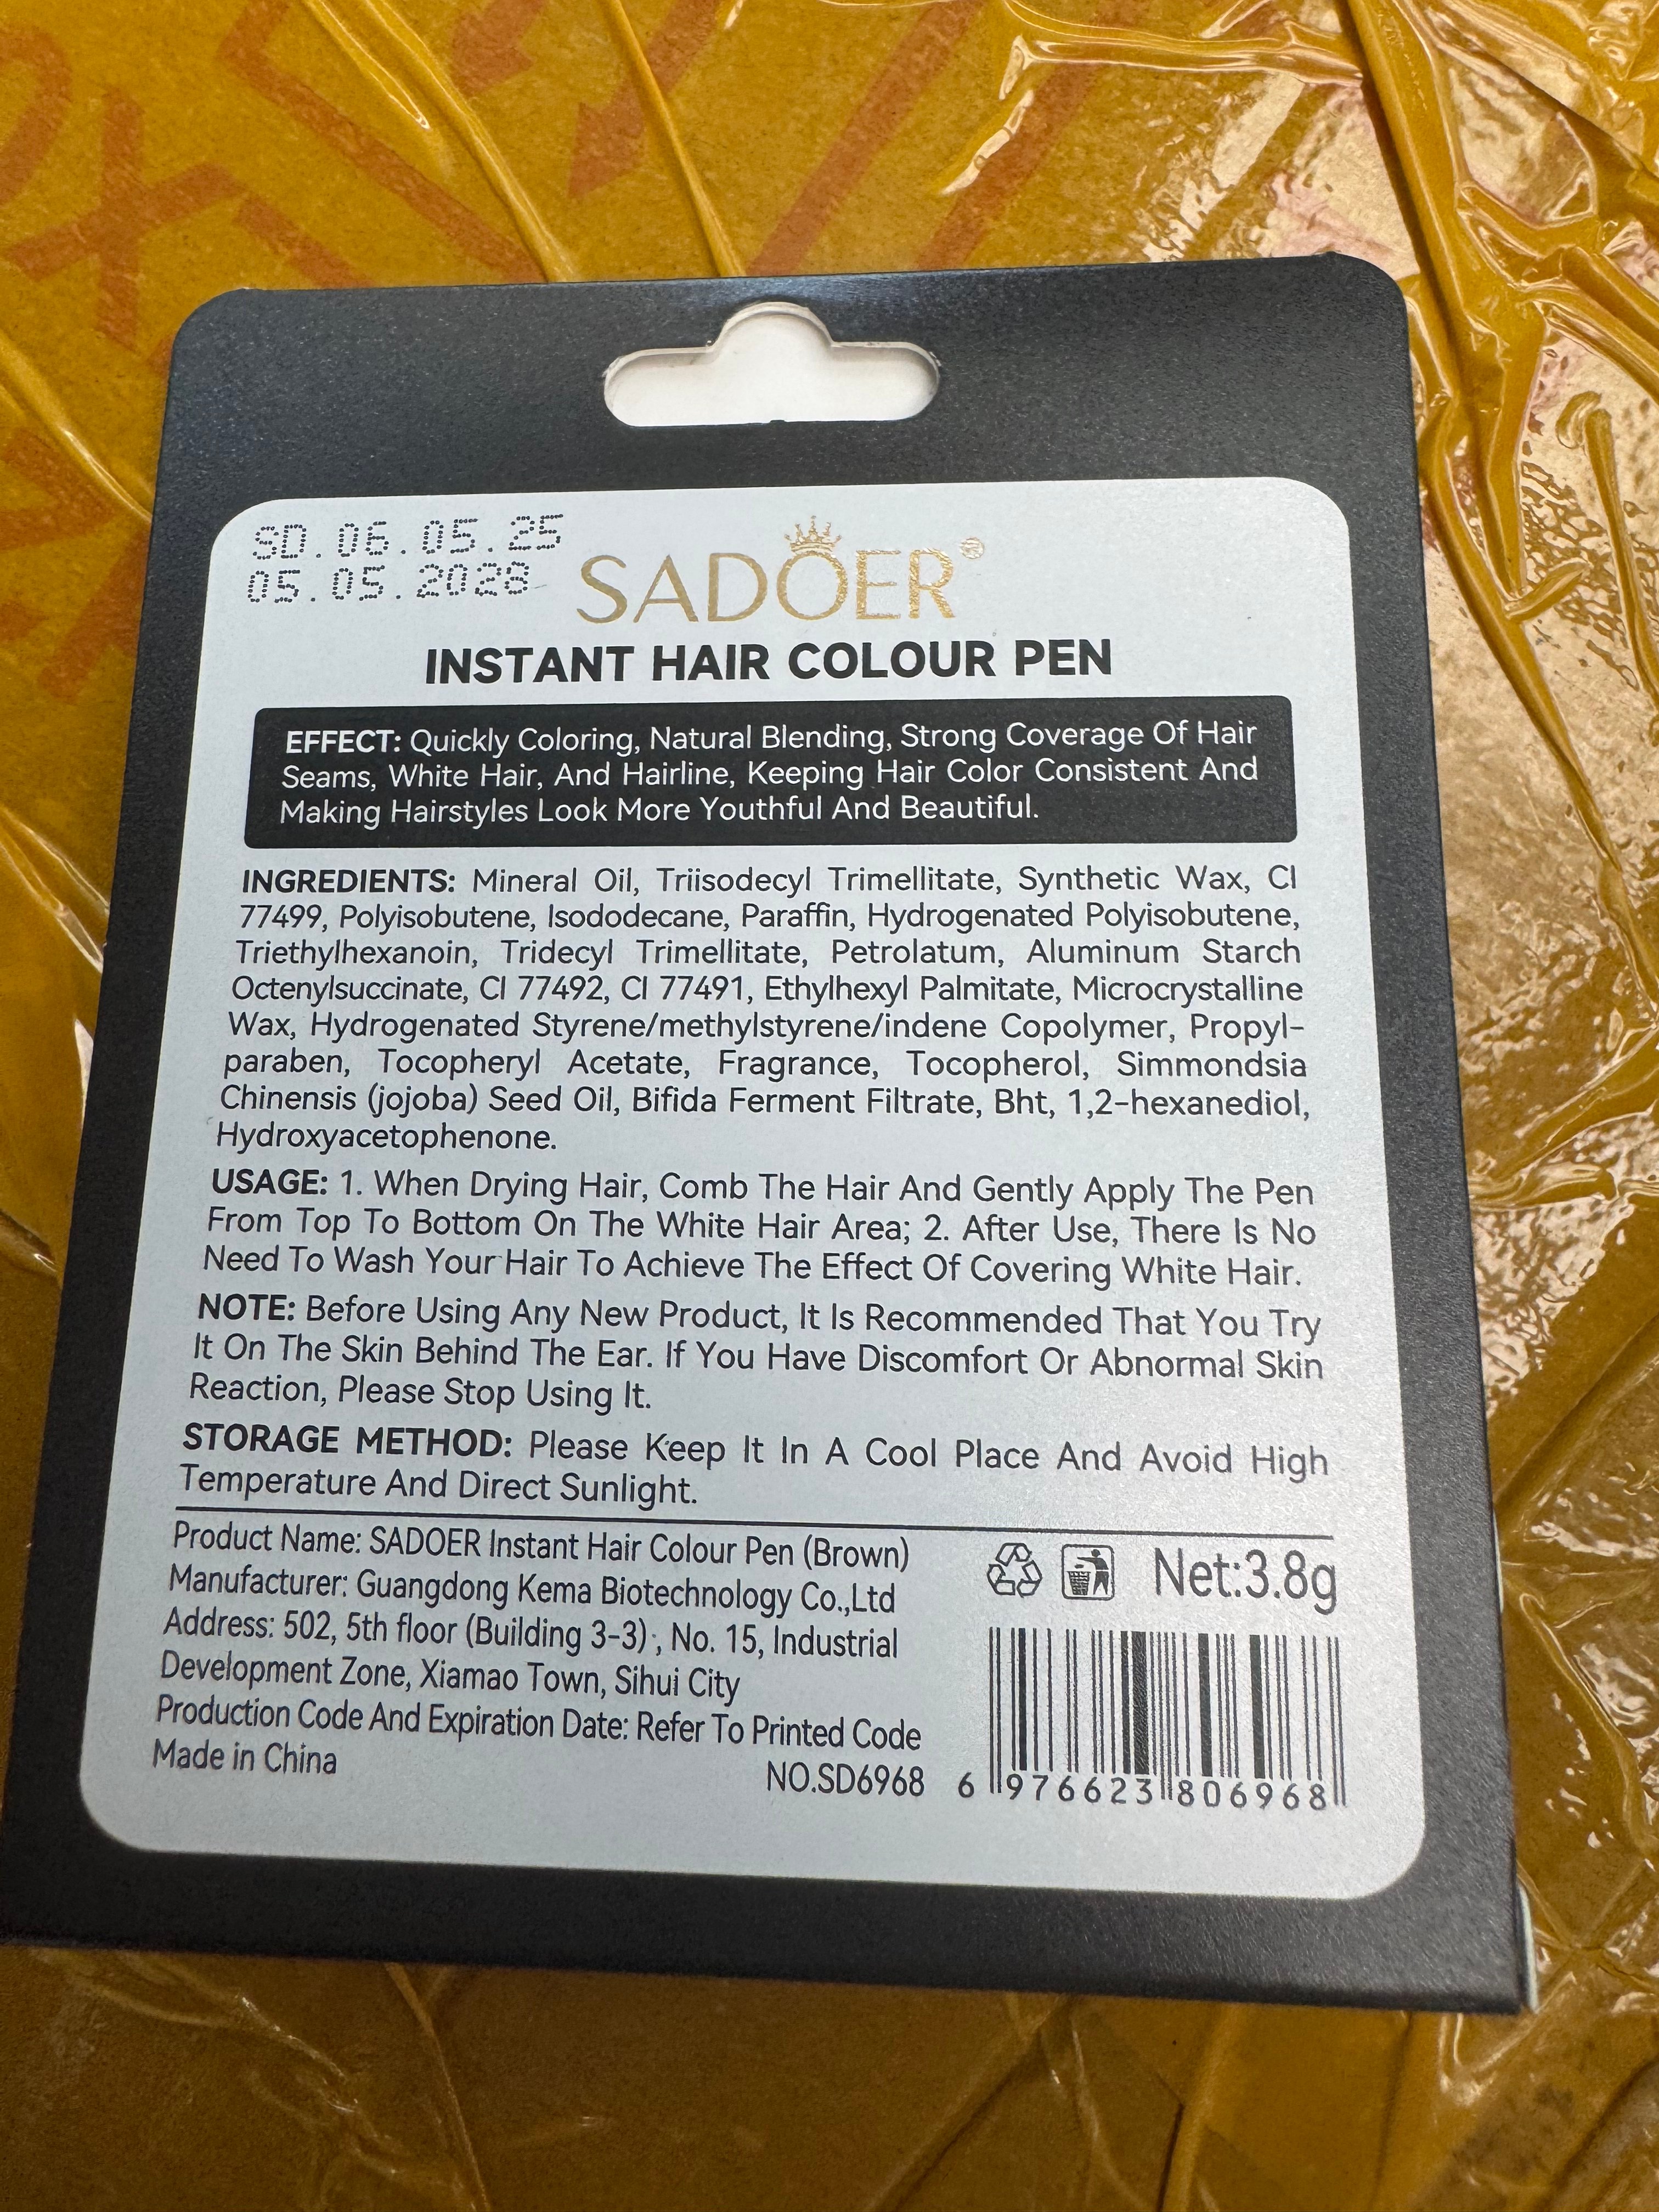 SD.06.05.25
05.05.2028
SADOER®
INSTANT HAIR COLOUR PEN
EFFECT: Quickly Coloring, Natural Blending, Strong Coverage Of Hair
Seams, White Hair, And Hairline, Keeping Hair Color Consistent And
Making Hairstyles Look More Youthful And Beautiful.
INGREDIENTS: Mineral Oil, Triisodecyl Trimellitate, Synthetic Wax, CI
77499, Polyisobutene, Isododecane, Paraffin, Hydrogenated Polyisobutene,
Triethylhexanoin, Tridecyl Trimellitate, Petrolatum, Aluminum Starch
Octenylsuccinate, CI 77492, CI 77491, Ethylhexyl Palmitate, Microcrystalline
Wax, Hydrogenated Styrene/methylstyrene/indene Copolymer, Propyl-
paraben, Tocopheryl Acetate, Fragrance, Tocopherol, Simmondsia
Chinensis (jojoba) Seed Oil, Bifida Ferment Filtrate, Bht, 1,2-hexanediol,
Hydroxyacetophenone.
USAGE: 1. When Drying Hair, Comb The Hair And Gently Apply The Pen
From Top To Bottom On The White Hair Area; 2. After Use, There Is No
Need To Wash Your Hair To Achieve The Effect Of Covering White Hair.
NOTE: Before Using Any New Product, It Is Recommended That You Try
It On The Skin Behind The Ear. If You Have Discomfort Or Abnormal Skin
Reaction, Please Stop Using It.
STORAGE METHOD: Please Keep It In A Cool Place And Avoid High
Temperature And Direct Sunlight.
Product Name: SADOER Instant Hair Colour Pen (Brown)
Manufacturer: Guangdong Kema Biotechnology Co.,Ltd
Address: 502, 5th floor (Building 3-3) , No. 15, Industrial
Development Zone, Xiamao Town, Sihui City
Production Code And Expiration Date: Refer To Printed Code
Made in China
NO.SD6968
Net:3.8g
6 976623 806968